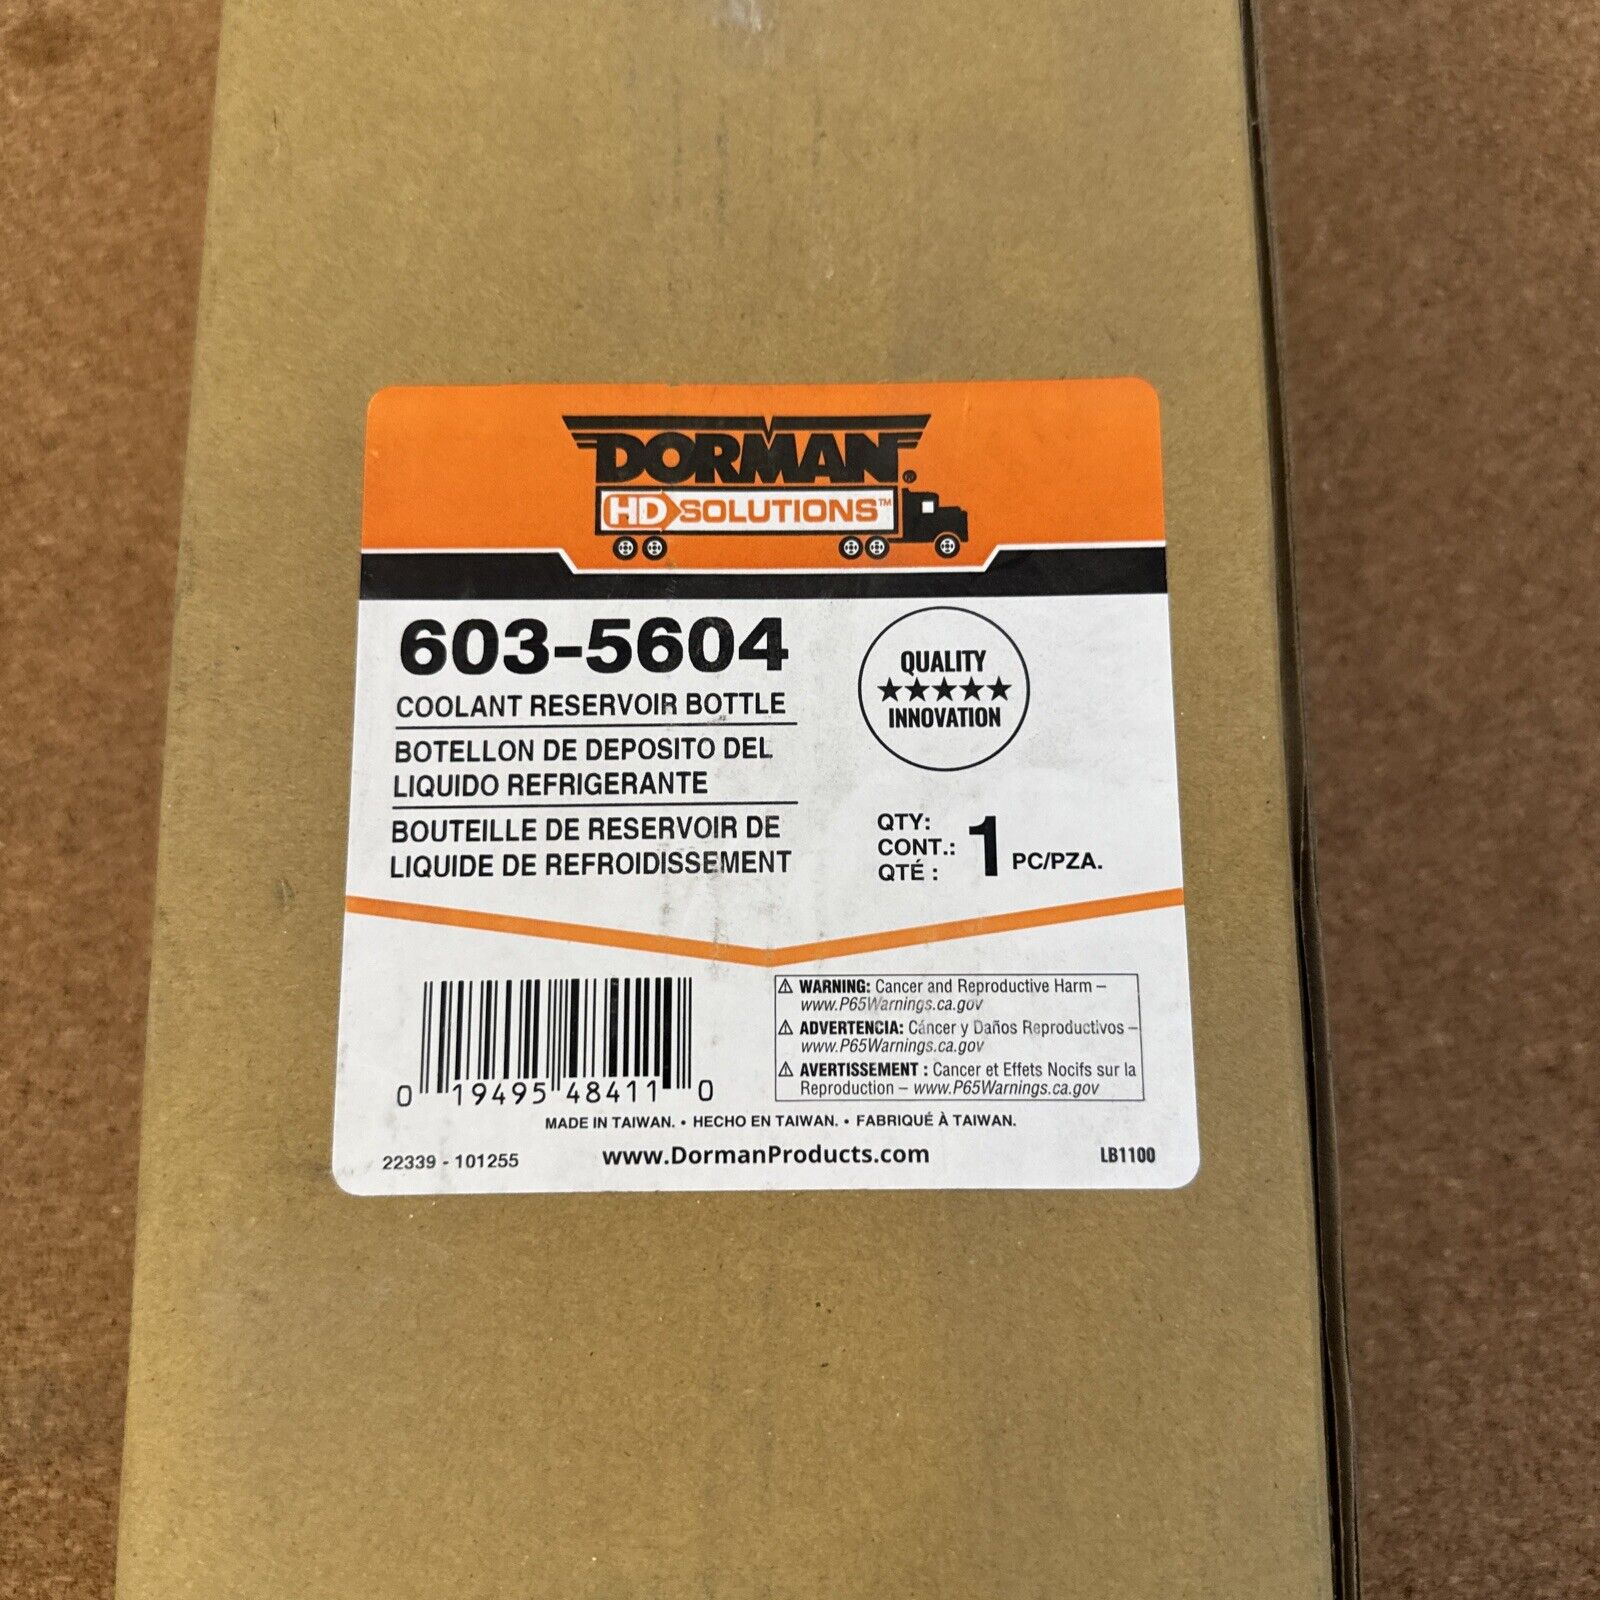 DORMAN®
HD SOLUTIONS™
603-5604
COOLANT RESERVOIR BOTTLE
BOTELLON DE DEPOSITO DEL
LIQUIDO REFRIGERANTE
BOUTEILLE DE RESERVOIR DE
LIQUIDE DE REFROIDISSEMENT
QUALITY
★★★★★
INNOVATION
QTY:
CONT.:
QTÉ :
1 PC/PZA.
0 19495 48411 0
⚠ WARNING: Cancer and Reproductive Harm –
www.P65Warnings.ca.gov
⚠ ADVERTENCIA: Cáncer y Daños Reproductivos –
www.P65Warnings.ca.gov
⚠ AVERTISSEMENT : Cancer et Effets Nocifs sur la
Reproduction – www.P65Warnings.ca.gov
MADE IN TAIWAN. • HECHO EN TAIWAN. • FABRIQUÉ À TAIWAN.
22339 - 101255
www.DormanProducts.com
LB1100